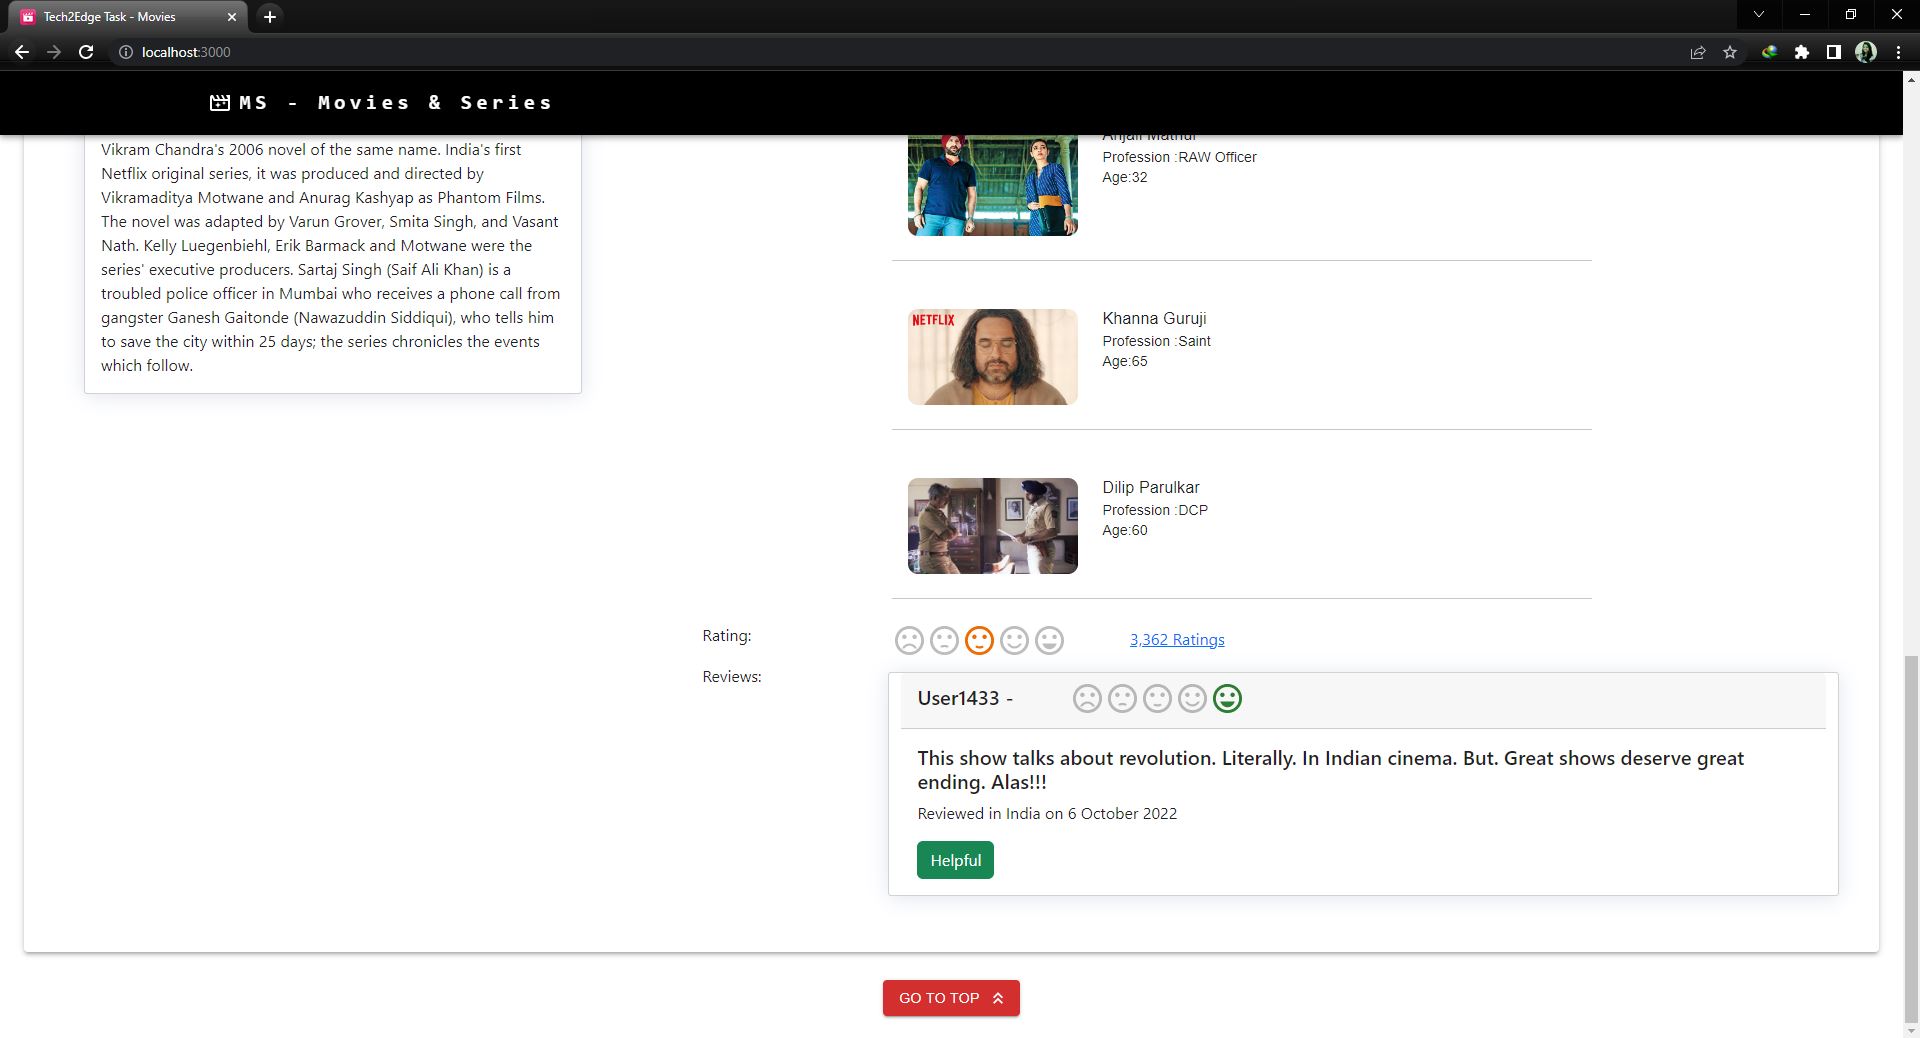 Tech2Edge Task - Movies
localhost:3000
MS - Movies & Series
Vikram Chandra's 2006 novel of the same name. India's first
Netflix original series, it was produced and directed by
Vikramaditya Motwane and Anurag Kashyap as Phantom Films.
The novel was adapted by Varun Grover, Smita Singh, and Vasant
Nath. Kelly Luegenbiehl, Erik Barmack and Motwane were the
series' executive producers. Sartaj Singh (Saif Ali Khan) is a
troubled police officer in Mumbai who receives a phone call from
gangster Ganesh Gaitonde (Nawazuddin Siddiqui), who tells him
to save the city within 25 days; the series chronicles the events
which follow.
Anjali Mathur
Profession :RAW Officer
Age:32
NETFLIX
Khanna Guruji
Profession :Saint
Age:65
Dilip Parulkar
Profession :DCP
Age:60
Rating:
3,362 Ratings
Reviews:
User1433 -
This show talks about revolution. Literally. In Indian cinema. But. Great shows deserve great
ending. Alas!!!
Reviewed in India on 6 October 2022
Helpful
GO TO TOP